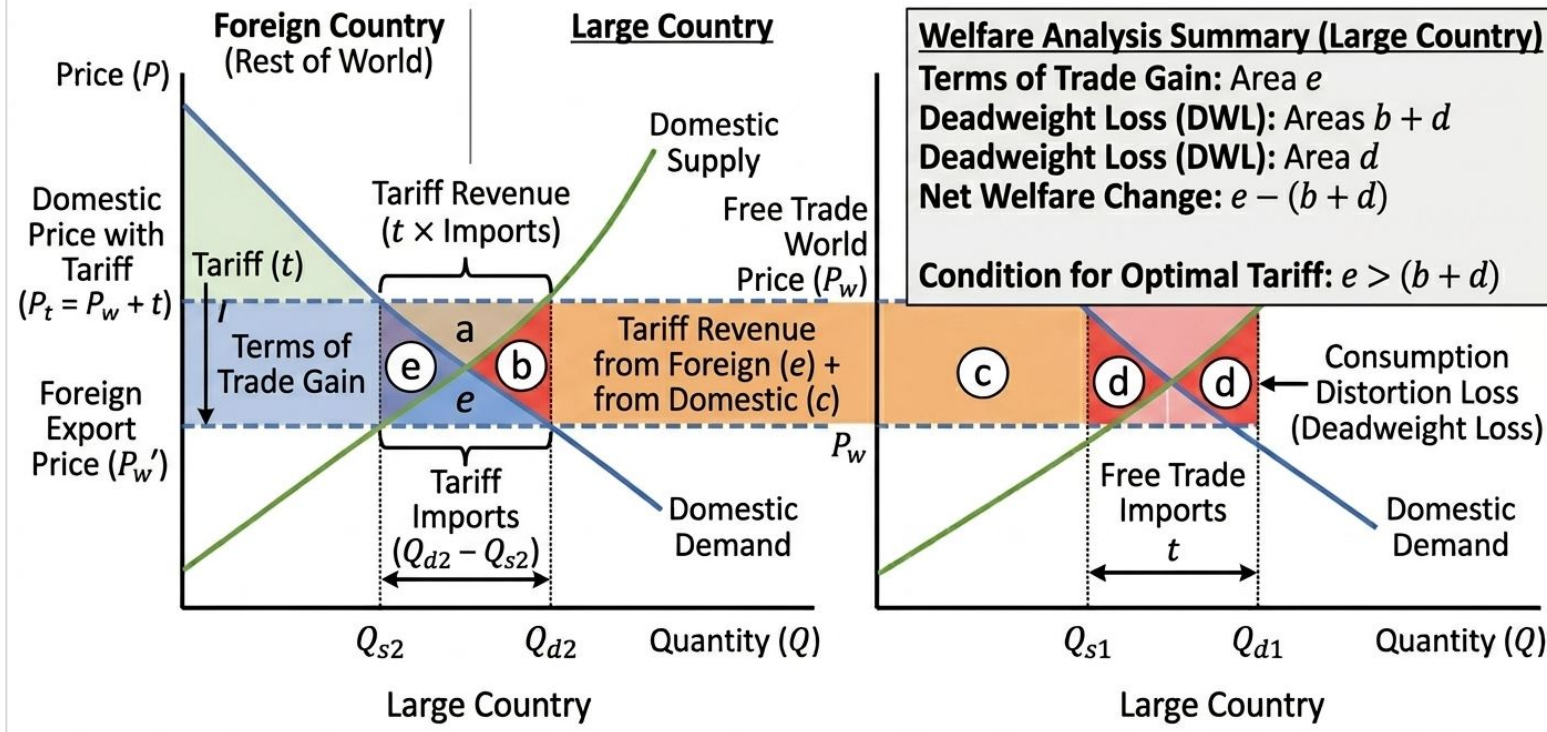 Foreign Country
(Rest of World)
Large Country
Price (P)
Domestic
Price with
Tariff
(Pₜ = P𝑤 + t)
Tariff (t)
I
Foreign
Export
Price (P𝑤′)
Terms of
Trade Gain
Tariff Revenue
(t × Imports)
Domestic
Supply
a
e
b
e
Tariff Revenue
from Foreign (e) +
from Domestic (c)
Tariff
Imports
(Q𝑑₂ − Qₛ₂)
Domestic
Demand
Qₛ₂
Q𝑑₂
Quantity (Q)
Large Country
Welfare Analysis Summary (Large Country)
Terms of Trade Gain: Area e
Deadweight Loss (DWL): Areas b + d
Deadweight Loss (DWL): Area d
Net Welfare Change: e − (b + d)
Condition for Optimal Tariff: e > (b + d)
Free Trade
World
Price (P𝑤)
c
d
d
Consumption
Distortion Loss
(Deadweight Loss)
P𝑤
Free Trade
Imports
t
Domestic
Demand
Qₛ₁
Q𝑑₁
Quantity (Q)
Large Country